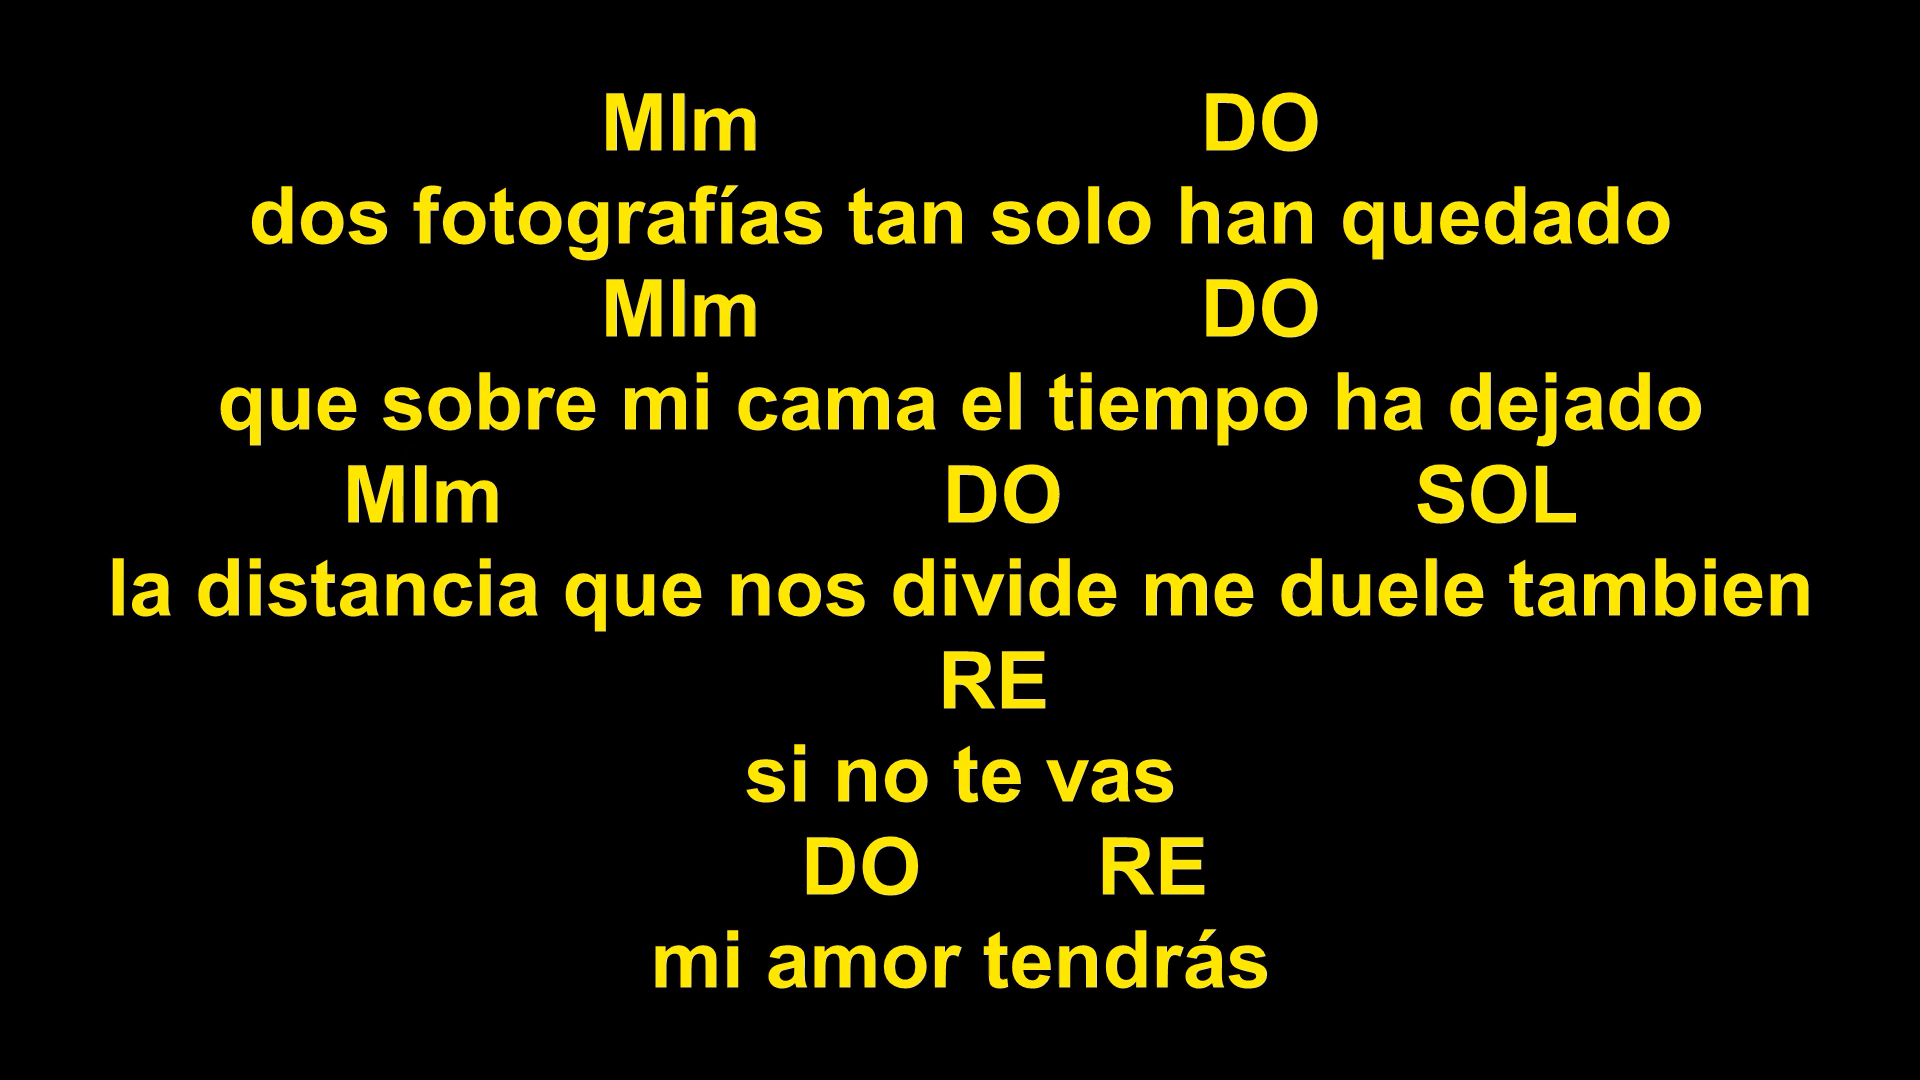 MIm DO
dos fotografías tan solo han quedado
MIm DO
que sobre mi cama el tiempo ha dejado
MIm DO SOL
la distancia que nos divide me duele tambien
RE
si no te vas
DO RE
mi amor tendrás